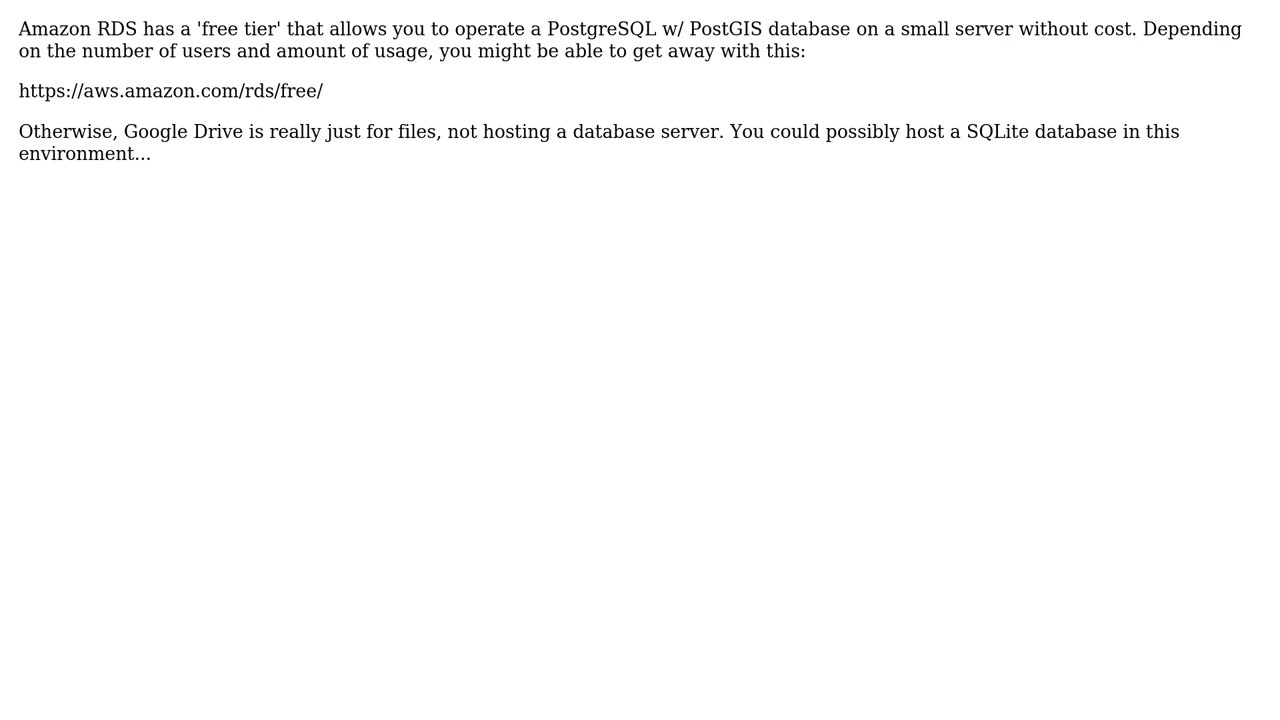 Amazon RDS has a 'free tier' that allows you to operate a PostgreSQL w/ PostGIS database on a small server without cost. Depending
on the number of users and amount of usage, you might be able to get away with this:
https://aws.amazon.com/rds/free/
Otherwise, Google Drive is really just for files, not hosting a database server. You could possibly host a SQLite database in this
environment...